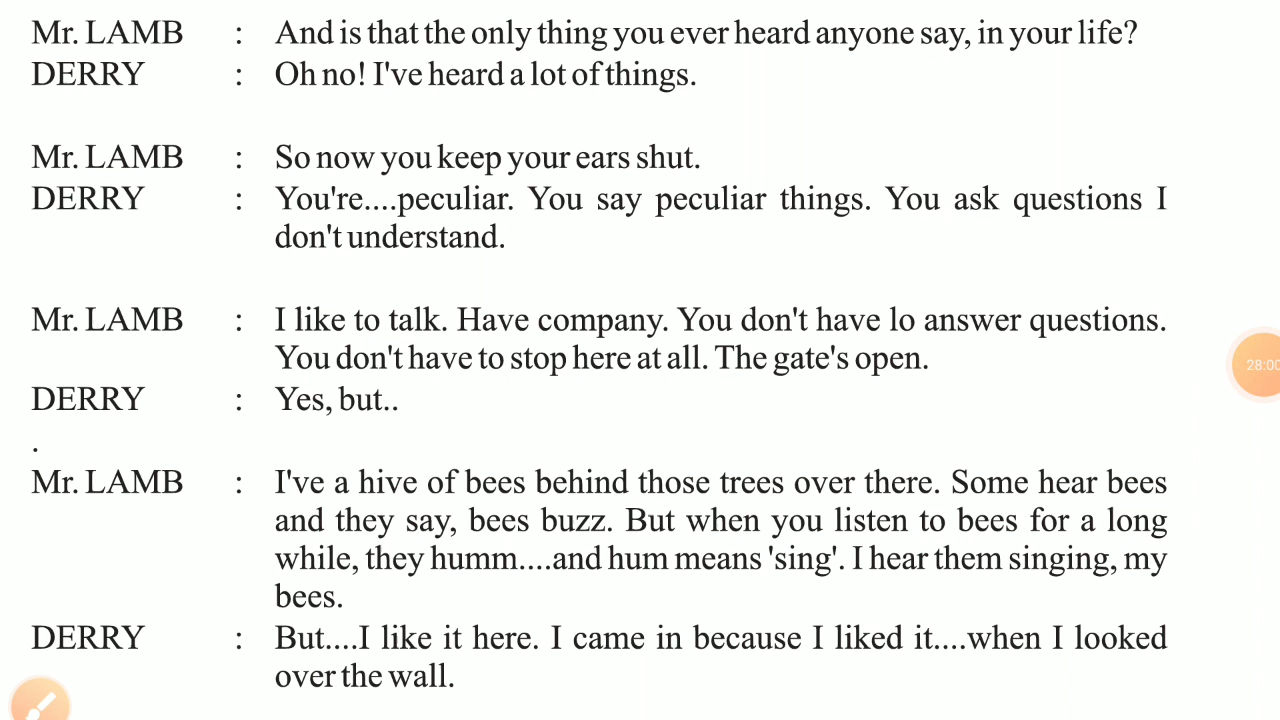 Mr. LAMB : And is that the only thing you ever heard anyone say, in your life?
DERRY : Oh no! I've heard a lot of things.
Mr. LAMB : So now you keep your ears shut.
DERRY : You're....peculiar. You say peculiar things. You ask questions I
don't understand.
Mr. LAMB : I like to talk. Have company. You don't have lo answer questions.
You don't have to stop here at all. The gate's open.
DERRY : Yes, but..
.
Mr. LAMB : I've a hive of bees behind those trees over there. Some hear bees
and they say, bees buzz. But when you listen to bees for a long
while, they humm....and hum means 'sing'. I hear them singing, my
bees.
DERRY : But....I like it here. I came in because I liked it....when I looked
over the wall.
28:00